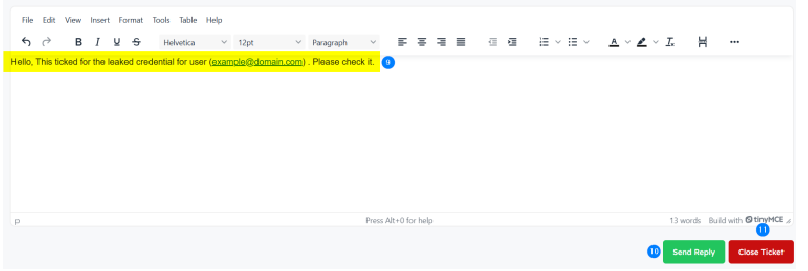 File Edit View Insert Format Tools Table Help
B I U S Helvetica 12pt Paragraph A
Hello, This ticked for the leaked credential for user (example@domain.com) . Please check it. 9
p Press Alt+0 for help 13 words Build with tinyMCE
11
10 Send Reply Close Ticket